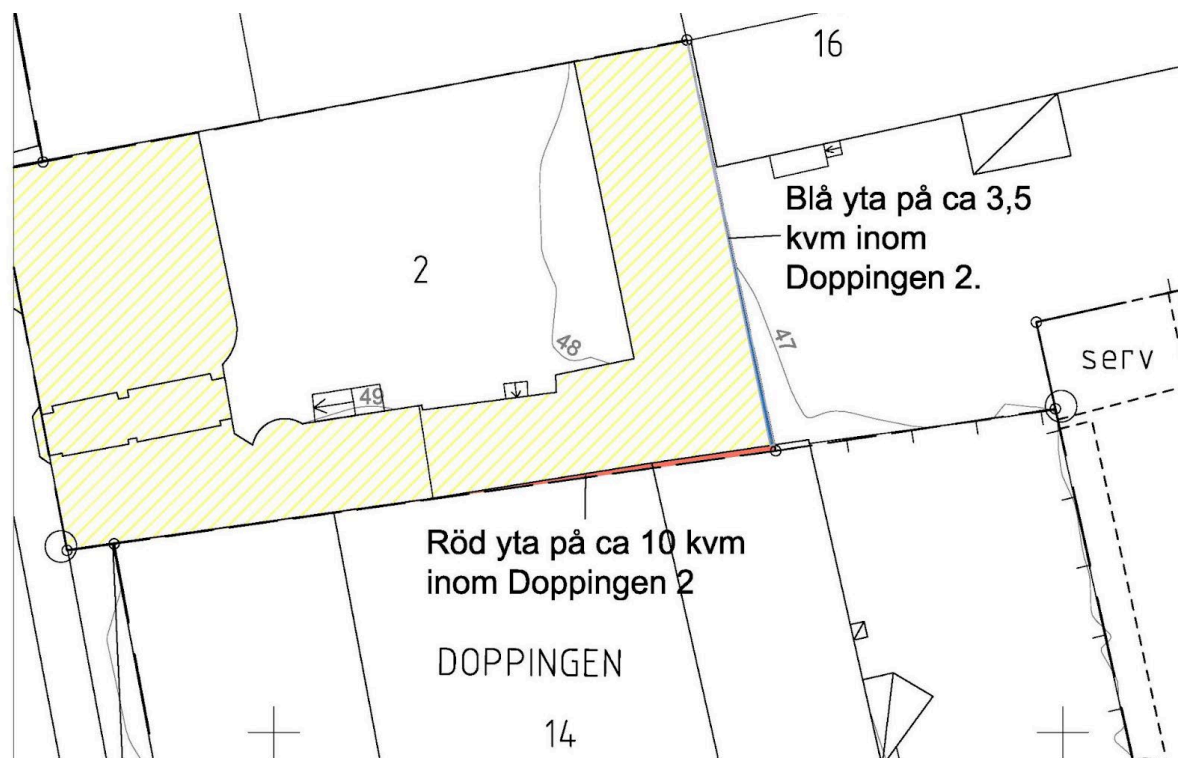 16
Blå yta på ca 3,5
kvm inom
Doppingen 2.
2
48
47
49
serv
Röd yta på ca 10 kvm
inom Doppingen 2
DOPPINGEN
14